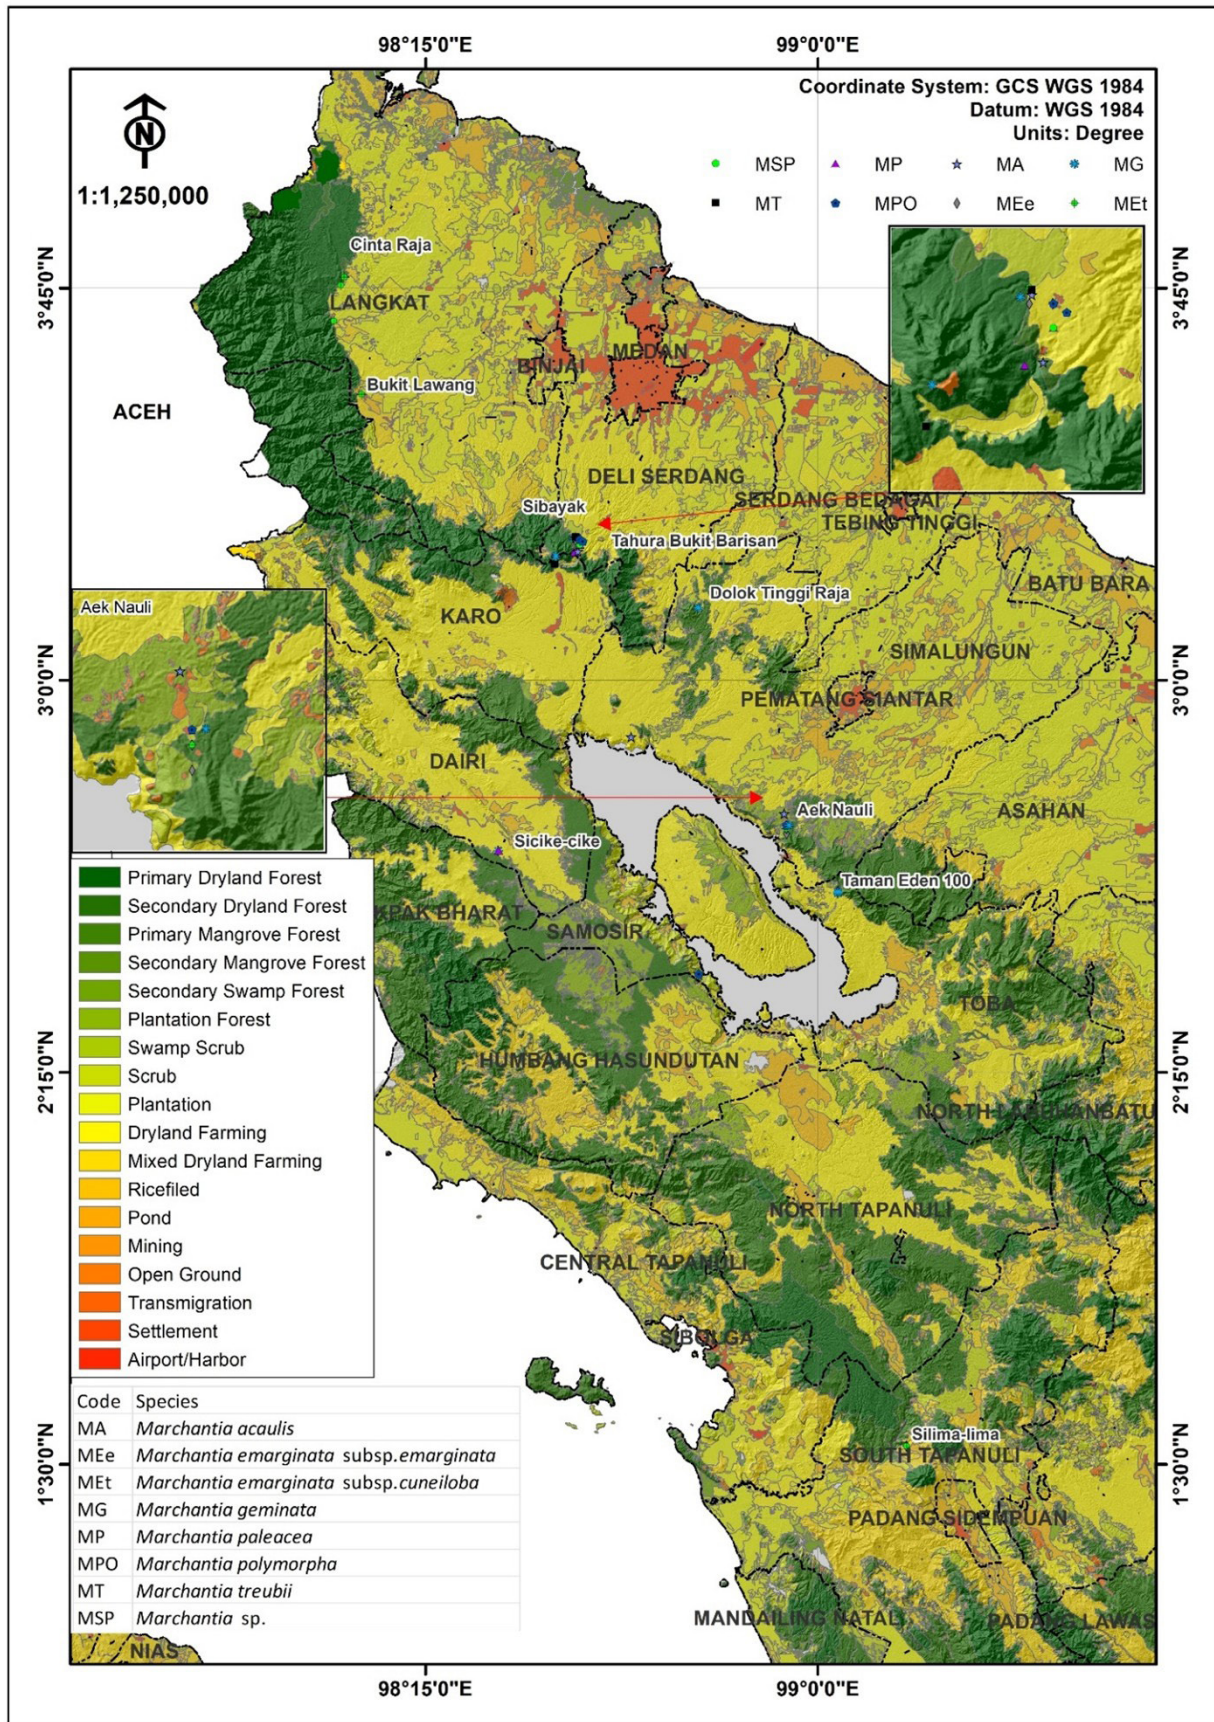 98°15'0"E 99°0'0"E
Coordinate System: GCS WGS 1984
Datum: WGS 1984
Units: Degree
N
1:1,250,000
MSP MP MA MG
MT MPO MEe MEt
3°45'0"N 3°45'0"N
Cinta Raja
LANGKAT
BINJAI MEDAN
Bukit Lawang
ACEH
DELI SERDANG
SERDANG BEDAGAI
Sibayak
TEBING TINGGI
Tahura Bukit Barisan
BATU BARA
Dolok Tinggi Raja
Aek Nauli
KARO
SIMALUNGUN
3°0'0"N 3°0'0"N
PEMATANG SIANTAR
DAIRI
Aek Nauli
ASAHAN
Sicike-cike
Taman Eden 100
KPAK BHARAT
SAMOSIR
TOBA
HUMBANG HASUNDUTAN
2°15'0"N 2°15'0"N
NORTH LABUHANBATU
NORTH TAPANULI
CENTRAL TAPANULI
SIBOLGA
Silima-lima
SOUTH TAPANULI
1°30'0"N 1°30'0"N
PADANG SIDEMPUAN
MANDAILING NATAL
PADANG LAWAS
NIAS
Primary Dryland Forest
Secondary Dryland Forest
Primary Mangrove Forest
Secondary Mangrove Forest
Secondary Swamp Forest
Plantation Forest
Swamp Scrub
Scrub
Plantation
Dryland Farming
Mixed Dryland Farming
Ricefiled
Pond
Mining
Open Ground
Transmigration
Settlement
Airport/Harbor
Code Species
MA Marchantia acaulis
MEe Marchantia emarginata subsp.emarginata
MEt Marchantia emarginata subsp.cuneiloba
MG Marchantia geminata
MP Marchantia paleacea
MPO Marchantia polymorpha
MT Marchantia treubii
MSP Marchantia sp.
98°15'0"E 99°0'0"E